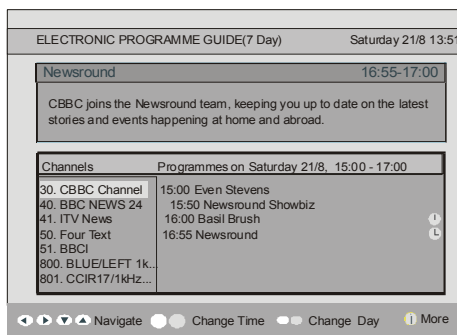 ELECTRONIC PROGRAMME GUIDE(7 Day) Saturday 21/8 13:51
Newsround 16:55-17:00
CBBC joins the Newsround team, keeping you up to date on the latest
stories and events happening at home and abroad.
Channels Programmes on Saturday 21/8, 15:00 - 17:00
30. CBBC Channel 15:00 Even Stevens
40. BBC NEWS 24 15:50 Newsround Showbiz
41. ITV News 16:00 Basil Brush
50. Four Text 16:55 Newsround
51. BBCI
800. BLUE/LEFT 1k...
801. CCIR17/1kHz...
Navigate Change Time Change Day i More